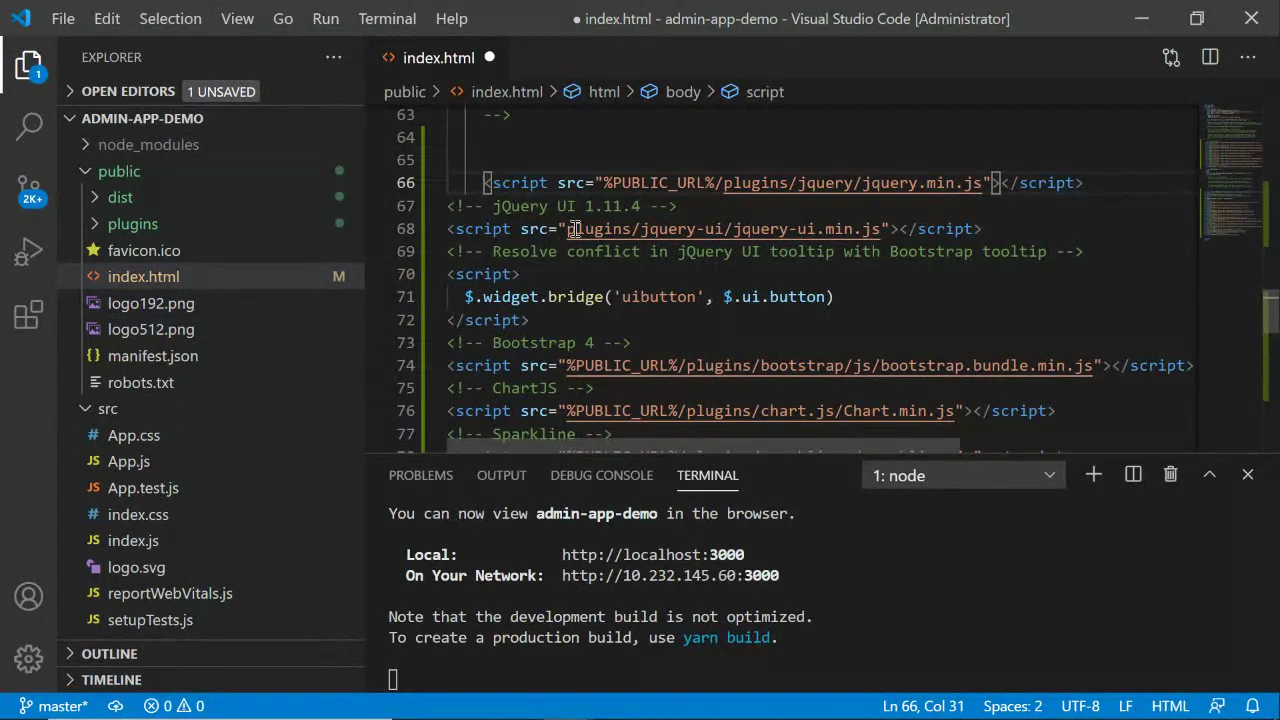 File Edit Selection View Go Run Terminal Help ● index.html - admin-app-demo - Visual Studio Code [Administrator]
EXPLORER
OPEN EDITORS 1 UNSAVED
ADMIN-APP-DEMO
node_modules
public
dist
plugins
favicon.ico
index.html M
logo192.png
logo512.png
manifest.json
robots.txt
src
App.css
App.js
App.test.js
index.css
index.js
logo.svg
reportWebVitals.js
setupTests.js
OUTLINE
TIMELINE
1
2K+
index.html
public > index.html > html > body > script
63 -->
64
65
66 <script src="%PUBLIC_URL%/plugins/jquery/jquery.min.js"></script>
67 <!-- jQuery UI 1.11.4 -->
68 <script src="plugins/jquery-ui/jquery-ui.min.js"></script>
69 <!-- Resolve conflict in jQuery UI tooltip with Bootstrap tooltip -->
70 <script>
71 $.widget.bridge('uibutton', $.ui.button)
72 </script>
73 <!-- Bootstrap 4 -->
74 <script src="%PUBLIC_URL%/plugins/bootstrap/js/bootstrap.bundle.min.js"></script>
75 <!-- ChartJS -->
76 <script src="%PUBLIC_URL%/plugins/chart.js/Chart.min.js"></script>
77 <!-- Sparkline -->
PROBLEMS OUTPUT DEBUG CONSOLE TERMINAL 1: node
You can now view admin-app-demo in the browser.
Local: http://localhost:3000
On Your Network: http://10.232.145.60:3000
Note that the development build is not optimized.
To create a production build, use yarn build.
master* 0 0 Ln 66, Col 31 Spaces: 2 UTF-8 LF HTML